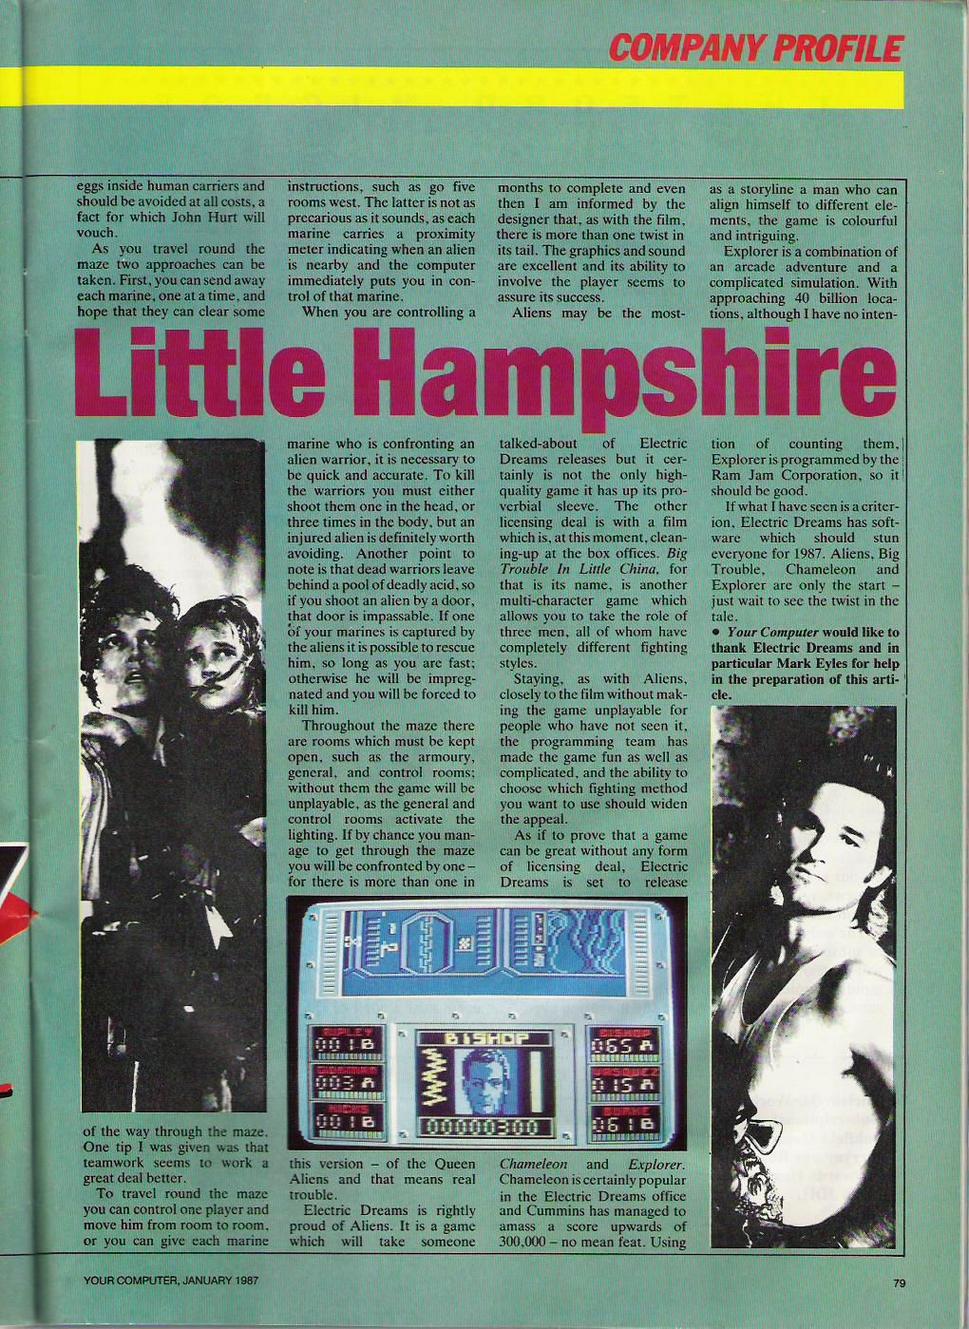 COMPANY PROFILE
eggs inside human carriers and
should be avoided at all costs, a
fact for which John Hurt will
vouch.
As you travel round the
maze two approaches can be
taken. First, you can send away
each marine, one at a time, and
hope that they can clear some
instructions, such as go five
rooms west. The latter is not as
precarious as it sounds, as each
marine carries a proximity
meter indicating when an alien
is nearby and the computer
immediately puts you in con-
trol of that marine.
When you are controlling a
months to complete and even
then I am informed by the
designer that, as with the film,
there is more than one twist in
its tail. The graphics and sound
are excellent and its ability to
involve the player seems to
assure its success.
Aliens may be the most-
as a storyline a man who can
align himself to different ele-
ments, the game is colourful
and intriguing.
Explorer is a combination of
an arcade adventure and a
complicated simulation. With
approaching 40 billion loca-
tions, although I have no inten-
Little Hampshire
of the way through the maze.
One tip I was given was that
teamwork seems to work a
great deal better.
To travel round the maze
you can control one player and
move him from room to room,
or you can give each marine
marine who is confronting an
alien warrior, it is necessary to
be quick and accurate. To kill
the warriors you must either
shoot them one in the head, or
three times in the body, but an
injured alien is definitely worth
avoiding. Another point to
note is that dead warriors leave
behind a pool of deadly acid, so
if you shoot an alien by a door,
that door is impassable. If one
of your marines is captured by
the aliens it is possible to rescue
him, so long as you are fast;
otherwise he will be impreg-
nated and you will be forced to
kill him.
Throughout the maze there
are rooms which must be kept
open, such as the armoury,
general, and control rooms;
without them the game will be
unplayable, as the general and
control rooms activate the
lighting. If by chance you man-
age to get through the maze
you will be confronted by one –
for there is more than one in
this version – of the Queen
Aliens and that means real
trouble.
Electric Dreams is rightly
proud of Aliens. It is a game
which will take someone
talked-about of Electric
Dreams releases but it cer-
tainly is not the only high-
quality game it has up its pro-
verbial sleeve. The other
licensing deal is with a film
which is, at this moment, clean-
ing-up at the box offices. Big
Trouble In Little China, for
that is its name, is another
multi-character game which
allows you to take the role of
three men, all of whom have
completely different fighting
styles.
Staying, as with Aliens,
closely to the film without mak-
ing the game unplayable for
people who have not seen it,
the programming team has
made the game fun as well as
complicated, and the ability to
choose which fighting method
you want to use should widen
the appeal.
As if to prove that a game
can be great without any form
of licensing deal, Electric
Dreams is set to release
Chameleon and Explorer.
Chameleon is certainly popular
in the Electric Dreams office
and Cummins has managed to
amass a score upwards of
300,000 – no mean feat. Using
tion of counting them,
Explorer is programmed by the
Ram Jam Corporation, so it
should be good.
If what I have seen is a criter-
ion, Electric Dreams has soft-
ware which should stun
everyone for 1987. Aliens, Big
Trouble, Chameleon and
Explorer are only the start –
just wait to see the twist in the
tale.
• Your Computer would like to
thank Electric Dreams and in
particular Mark Eyles for help
in the preparation of this arti-
cle.
RIPLEY
001B
GORMAN
003A
HICKS
001B
BISHOP
00000300
BISHOP
065A
VASQUEZ
015A
BURKE
061B
YOUR COMPUTER, JANUARY 1987
79